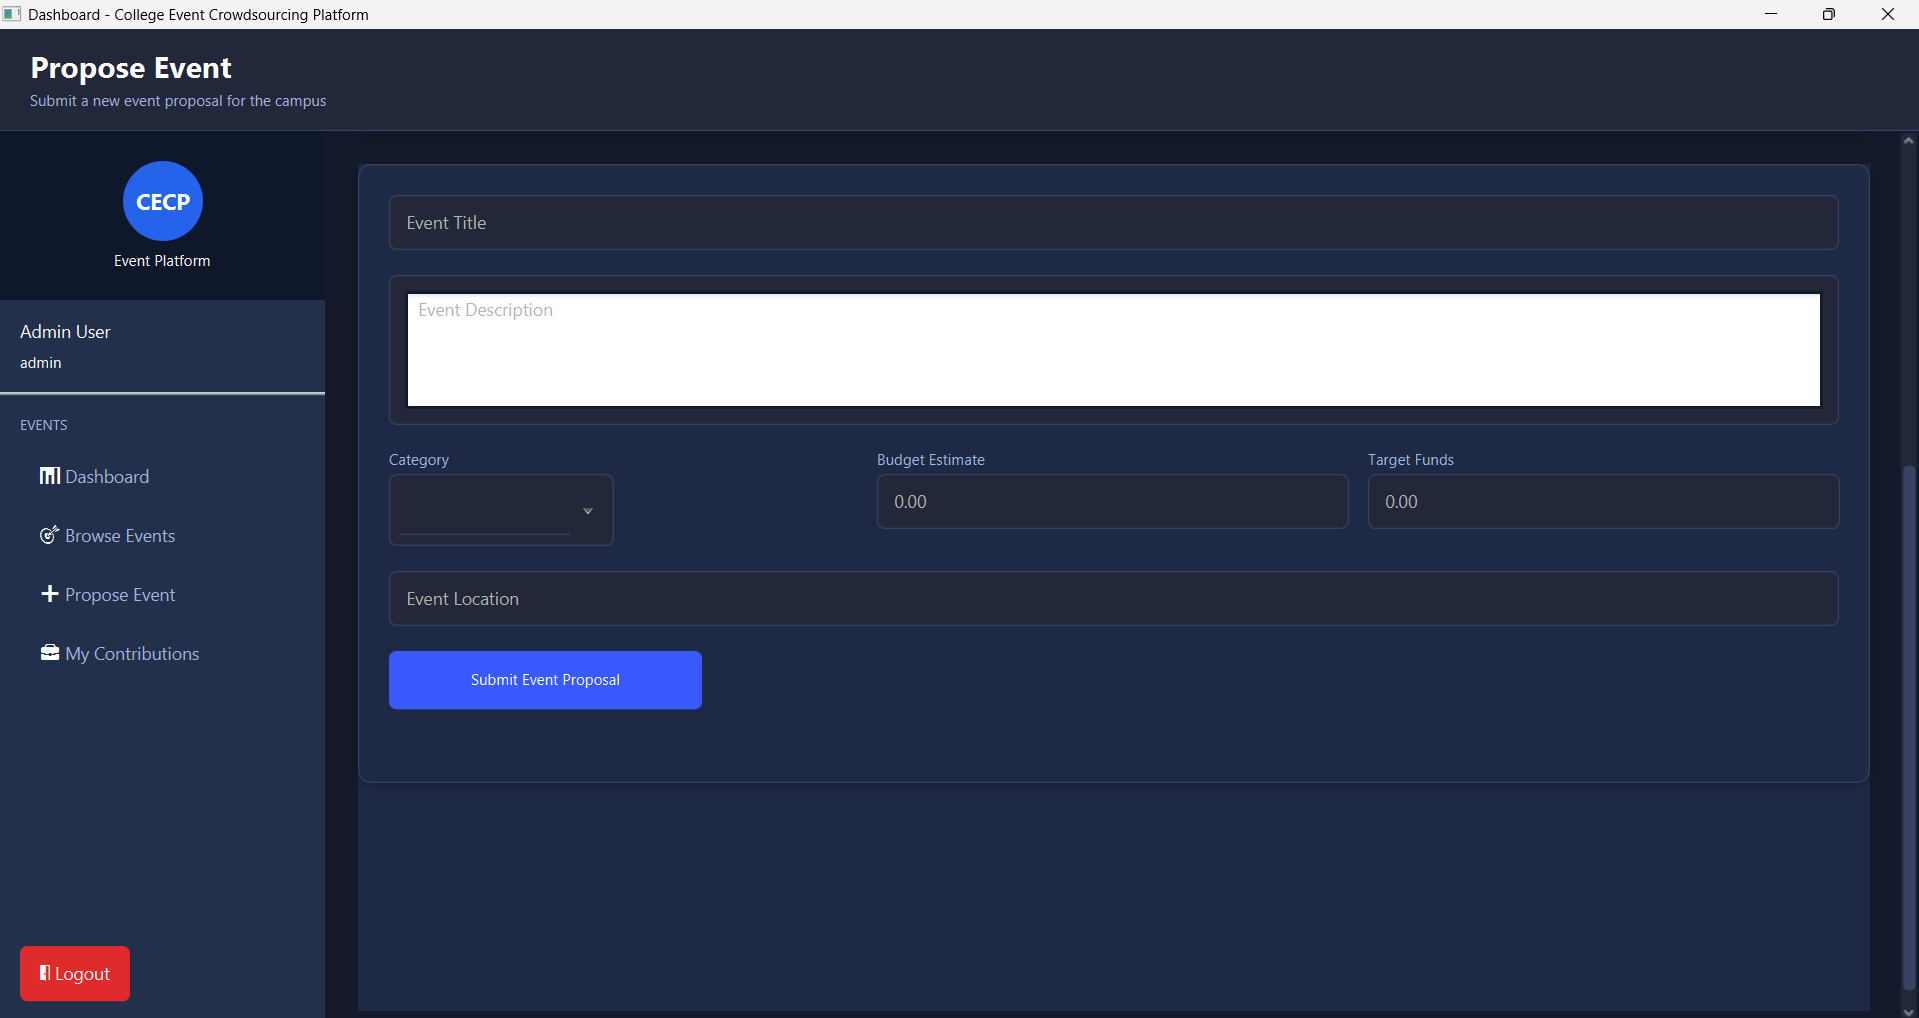 Dashboard - College Event Crowdsourcing Platform
Propose Event
Submit a new event proposal for the campus
CECP
Event Platform
Admin User
admin
EVENTS
Dashboard
Browse Events
Propose Event
My Contributions
Logout
Event Title
Event Description
Category
Budget Estimate
Target Funds
0.00
0.00
Event Location
Submit Event Proposal